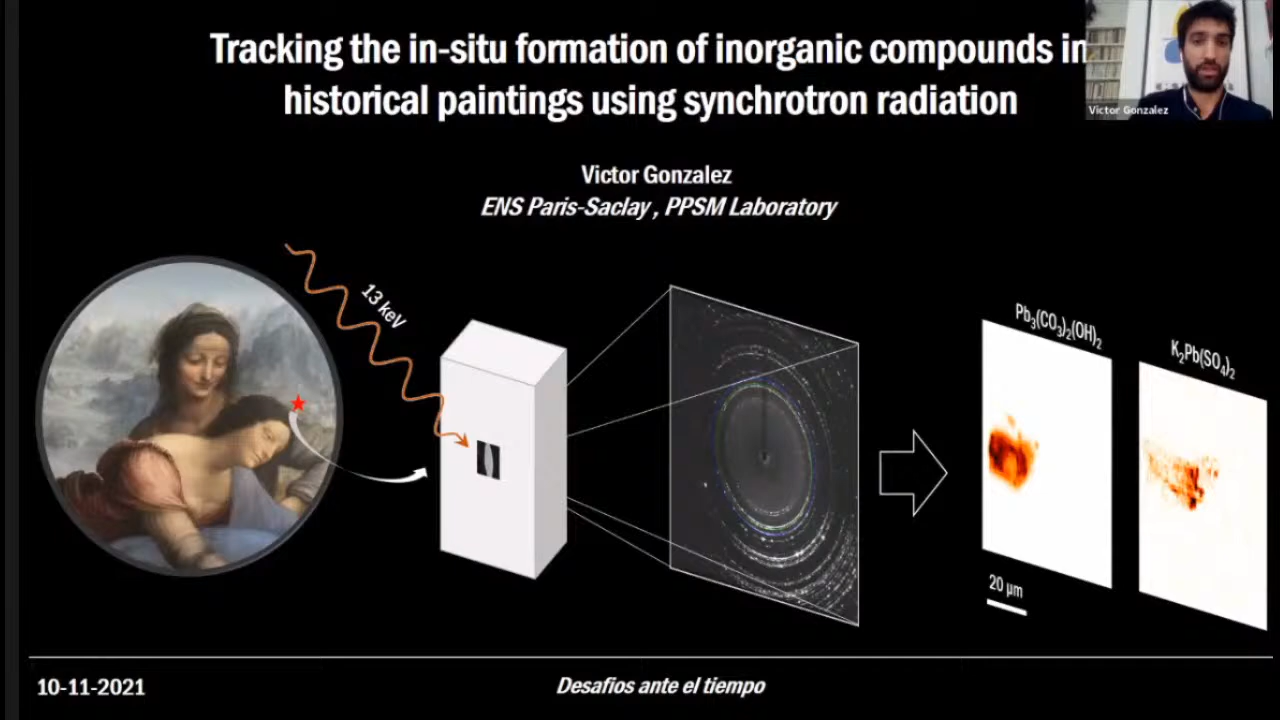 Tracking the in-situ formation of inorganic compounds in
historical paintings using synchrotron radiation
Victor Gonzalez
Victor Gonzalez
ENS Paris-Saclay , PPSM Laboratory
13 keV
Pb₃(CO₃)₂(OH)₂
K₂Pb(SO₄)₂
20 µm
10-11-2021
Desafios ante el tiempo